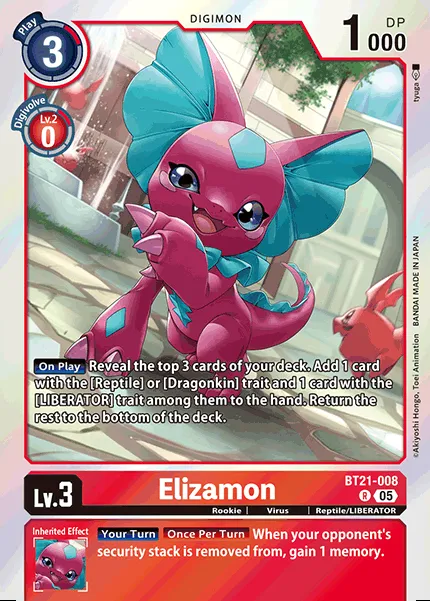 DIGIMON
Play
3
DP
1000
Digivolve
Lv.2
0
tyuga
©Akiyoshi Hongo, Toei Animation BANDAI MADE IN JAPAN
On Play Reveal the top 3 cards of your deck. Add 1 card
with the [Reptile] or [Dragonkin] trait and 1 card with the
[LIBERATOR] trait among them to the hand. Return the
rest to the bottom of the deck.
BT21-008
Lv.3
Elizamon
R 05
Rookie | Virus | Reptile/LIBERATOR
Inherited Effect
Your Turn Once Per Turn When your opponent's
security stack is removed from, gain 1 memory.